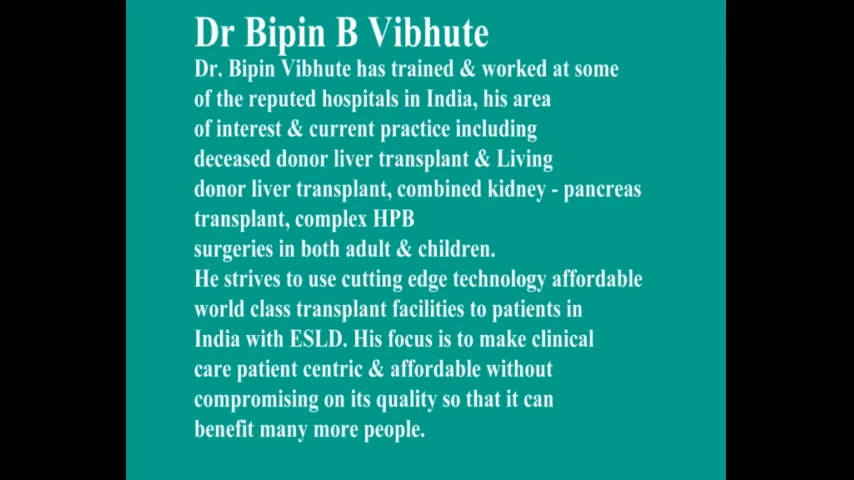 Dr Bipin B Vibhute
Dr. Bipin Vibhute has trained & worked at some
of the reputed hospitals in India, his area
of interest & current practice including
deceased donor liver transplant & Living
donor liver transplant, combined kidney - pancreas
transplant, complex HPB
surgeries in both adult & children.
He strives to use cutting edge technology affordable
world class transplant facilities to patients in
India with ESLD. His focus is to make clinical
care patient centric & affordable without
compromising on its quality so that it can
benefit many more people.